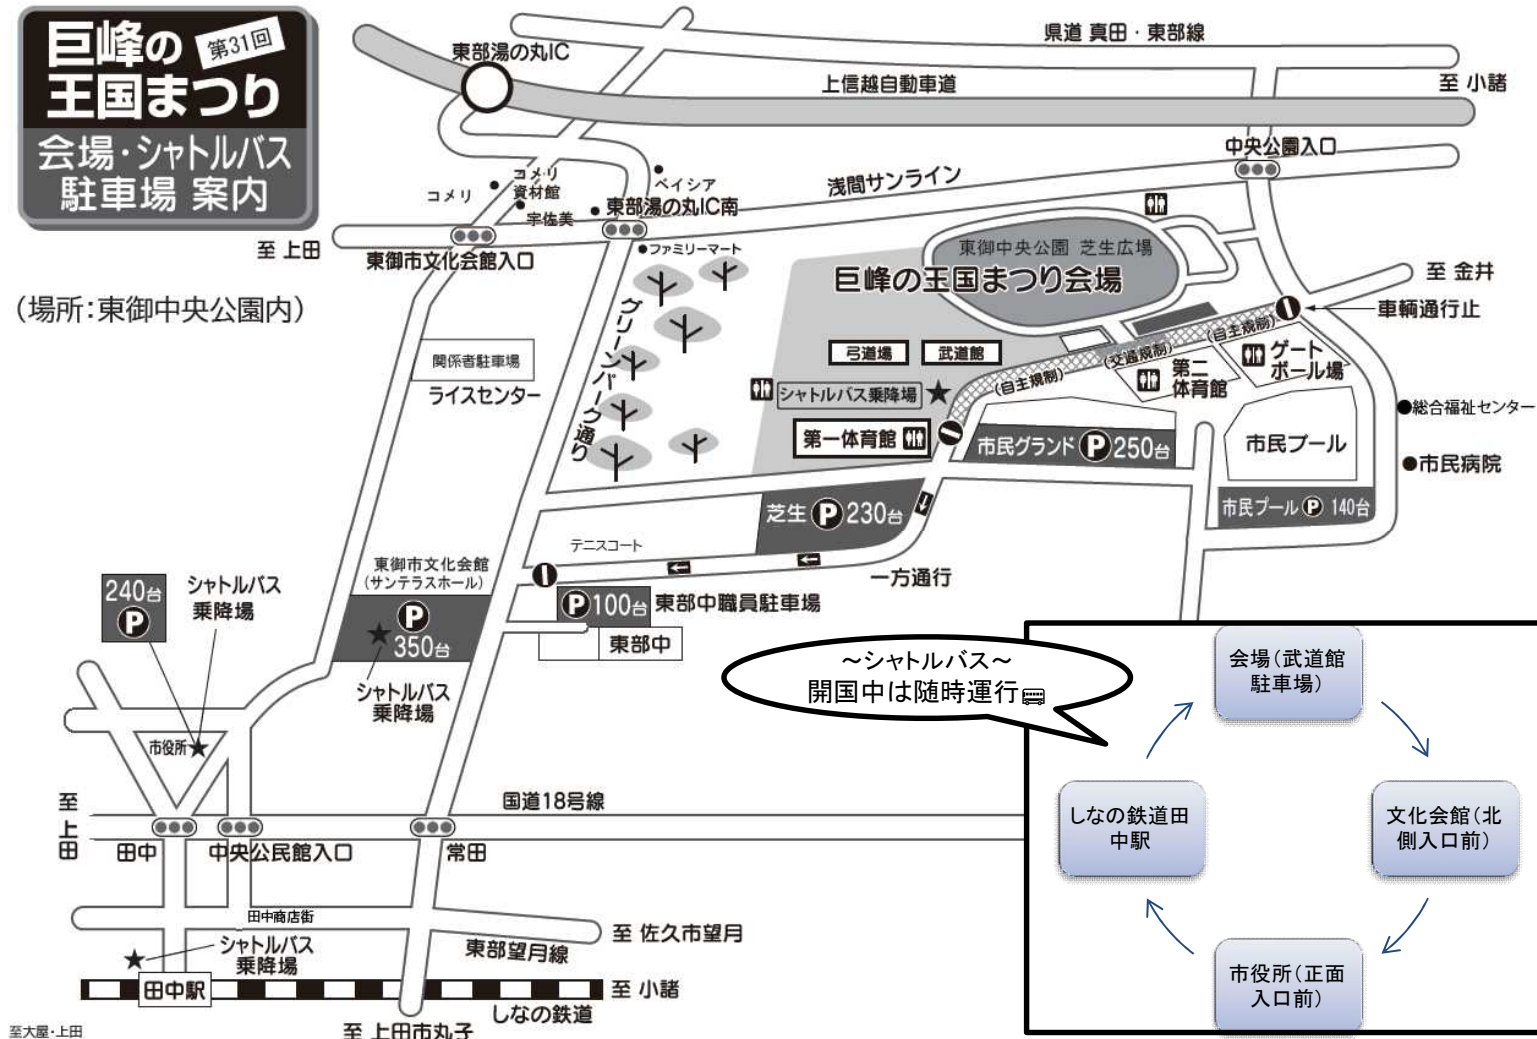 巨峰の
第31回
王国まつり
会場・シャトルバス
駐車場 案内
(場所:東御中央公園内)
東部湯の丸IC
県道 真田・東部線
上信越自動車道
至 小諸
中央公園入口
浅間サンライン
コメリ
コメリ
資材館
宇佐美
ベイシア
東部湯の丸IC南
ファミリーマート
至 上田
東御市文化会館入口
東御中央公園 芝生広場
巨峰の王国まつり会場
至 金井
車輌通行止
グリーンパーク通り
関係者駐車場
ライスセンター
弓道場
武道館
シャトルバス乗降場
第一体育館
(自主規制)
(交通規制)
(自主規制)
第二
体育館
ゲート
ボール場
総合福祉センター
市民グランド P 250台
市民プール
市民病院
市民プール P 140台
芝生 P 230台
テニスコート
一方通行
東御市文化会館
(サンテラスホール)
P
350台
シャトルバス
乗降場
P 100台
東部中職員駐車場
東部中
240台
P
シャトルバス
乗降場
市役所
至
上
田
国道18号線
田中
中央公民館入口
常田
田中商店街
シャトルバス
乗降場
東部望月線
至 佐久市望月
田中駅
至 小諸
しなの鉄道
至大屋・上田
至 上田市丸子
~シャトルバス~
開国中は随時運行
会場(武道館
駐車場)
文化会館(北
側入口前)
市役所(正面
入口前)
しなの鉄道田
中駅